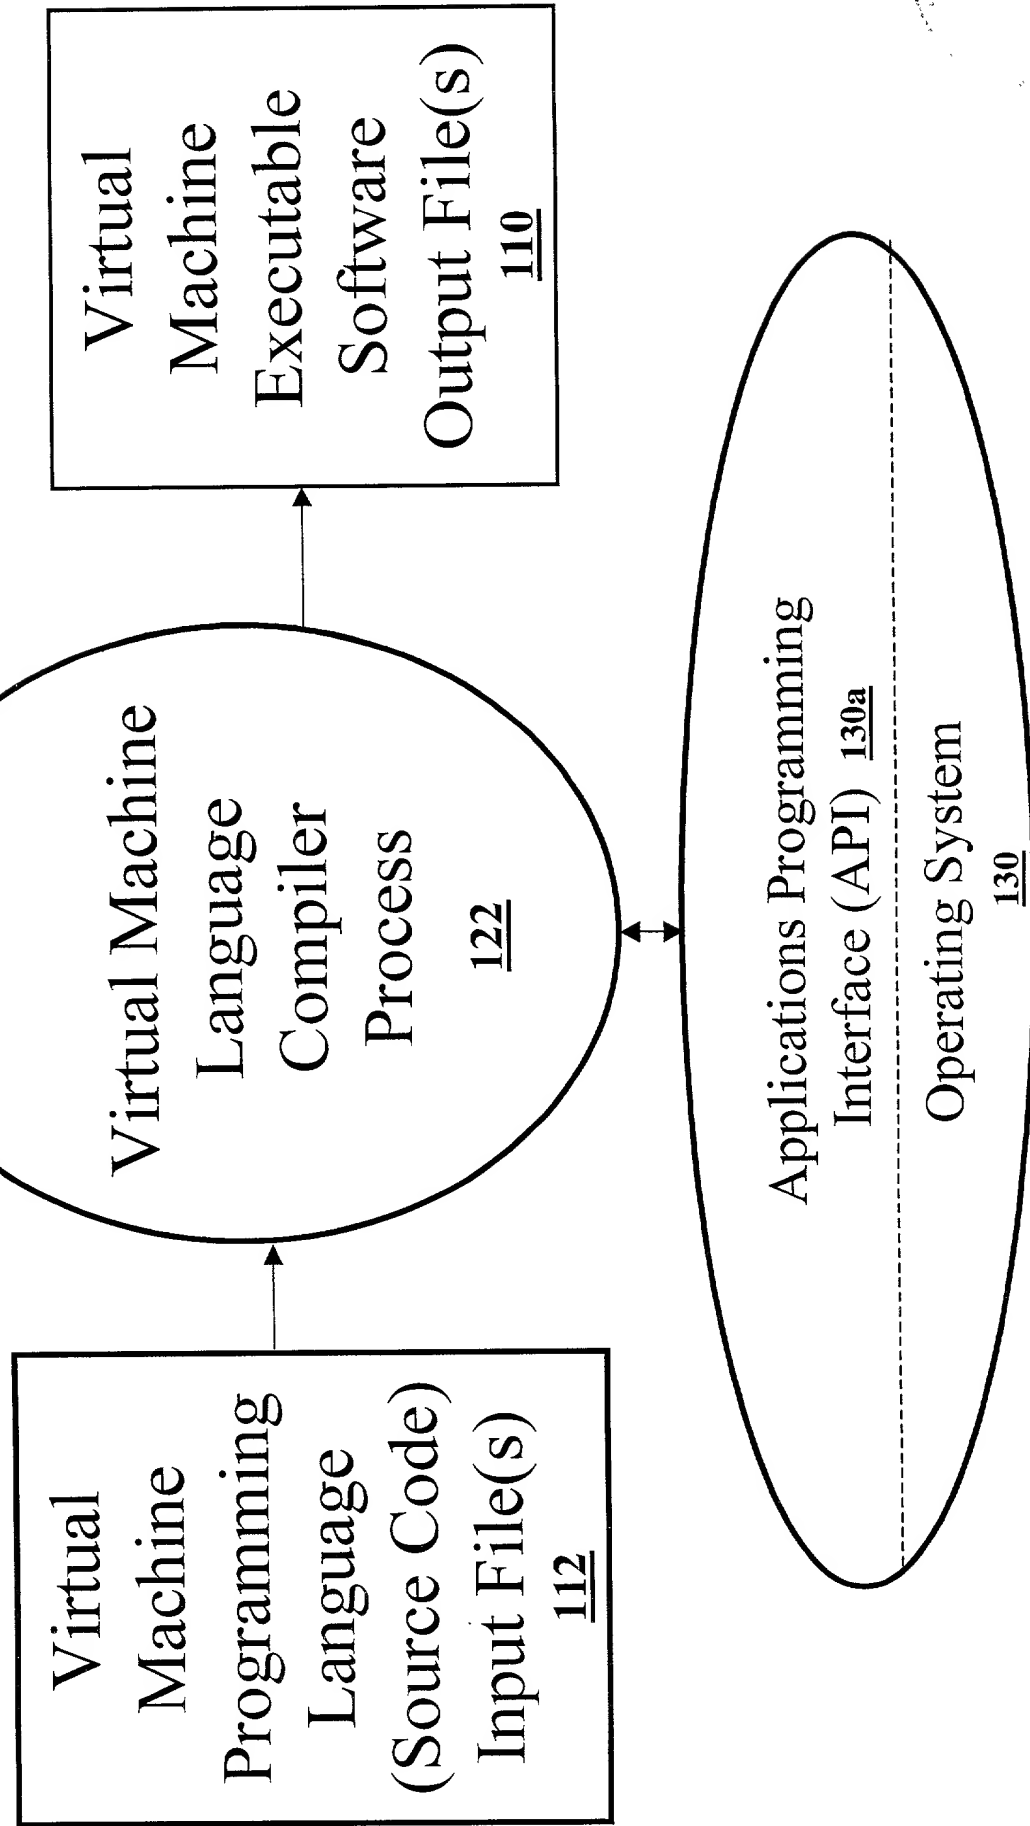 Virtual
Machine
Programming
Language
(Source Code)
Input File(s)
112
Virtual Machine
Language
Compiler
Process
122
Virtual
Machine
Executable
Software
Output File(s)
110
Applications Programming
Interface (API) 130a
Operating System
130